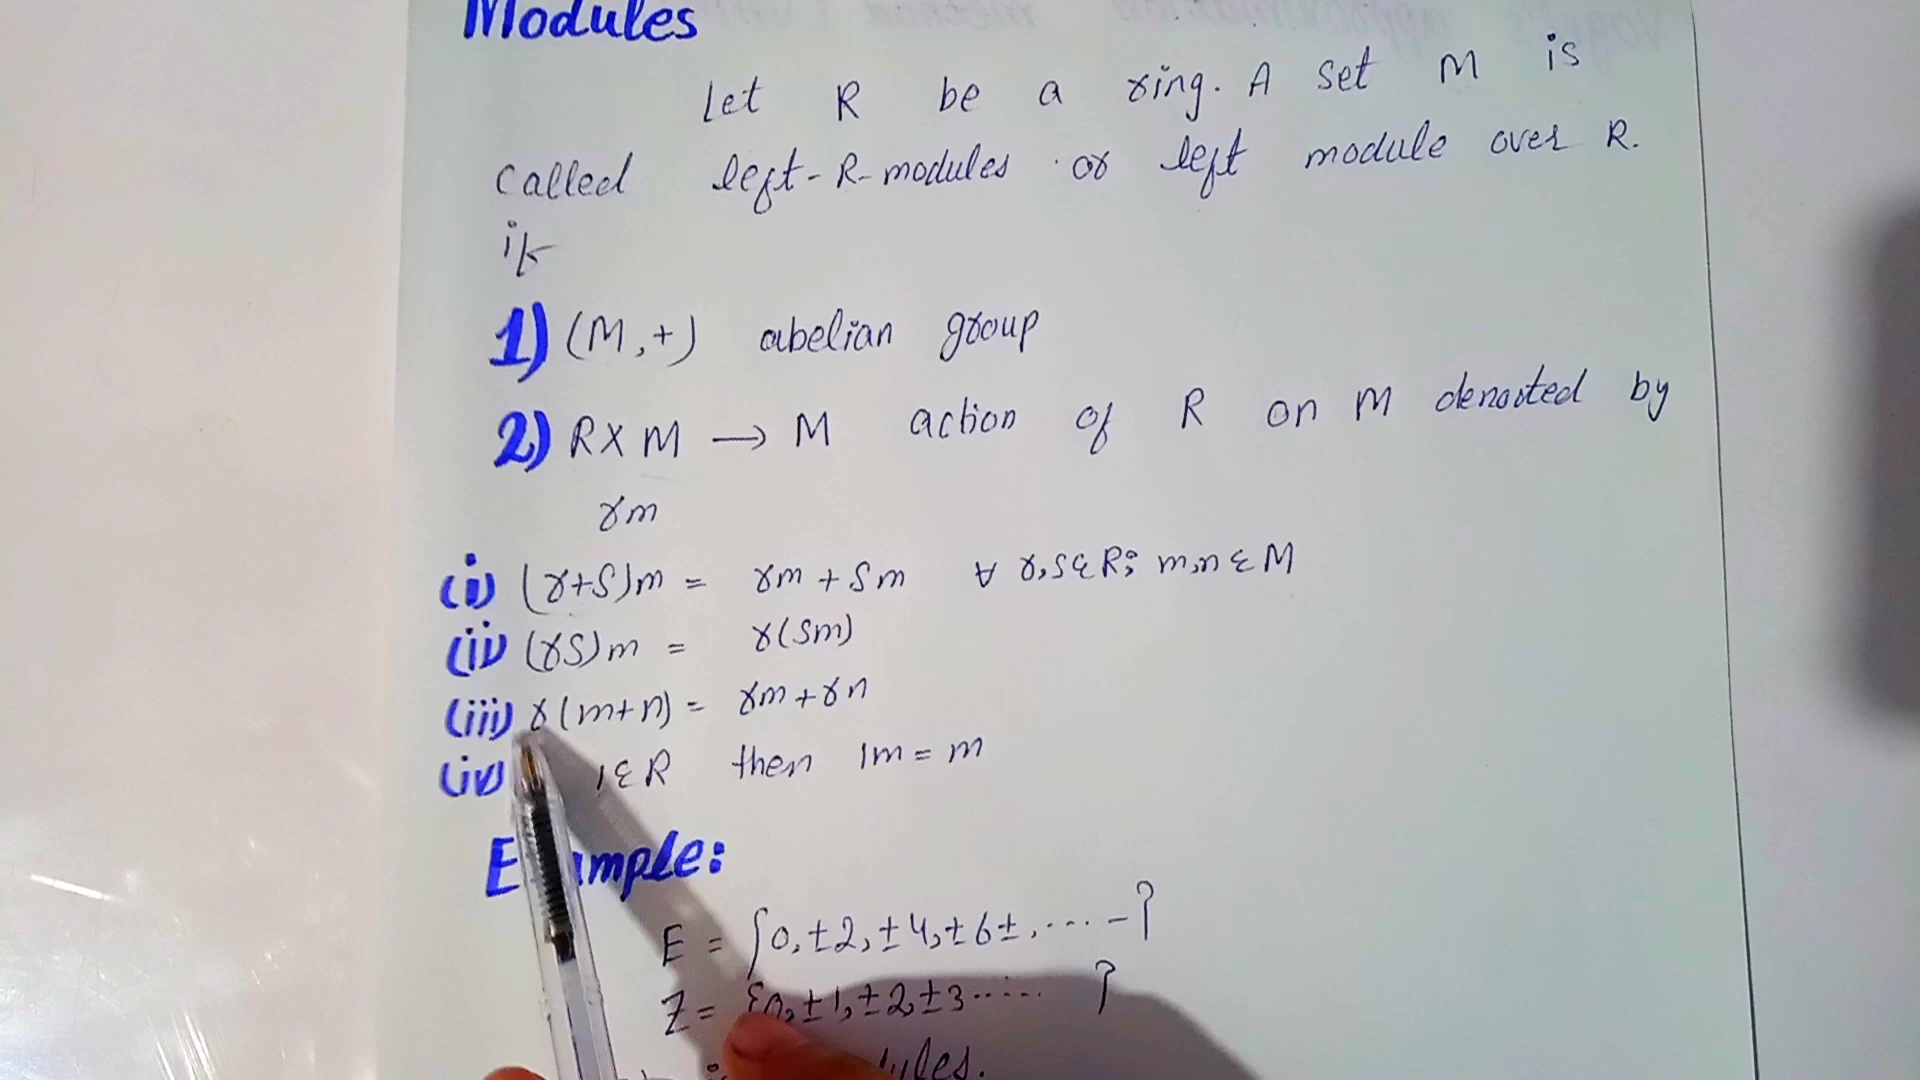 Modules
Let R be a ring. A set M is
called left-R-modules or left module over R.
if
1) (M,+) abelian group
2) R×M → M action of R on M denooted by
rm
(i) (r+s)m = rm + sm ∀ r,s∈R; m,n ∈ M
(ii) (rs)m = r(sm)
(iii) r(m+n) = rm+rn
(iv) 1∈R then 1m = m
Example:
E = {0,±2,±4,±6±,....-}
Z = {0,±1,±2,±3.....}